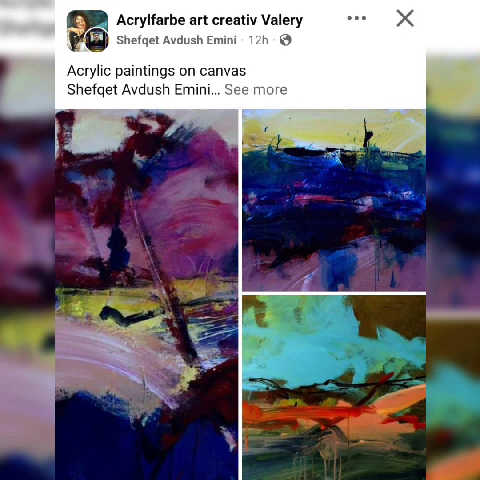 Acrylfarbe art creativ Valery
Shefqet Avdush Emini · 12h ·
Acrylic paintings on canvas
Shefqet Avdush Emini... See more